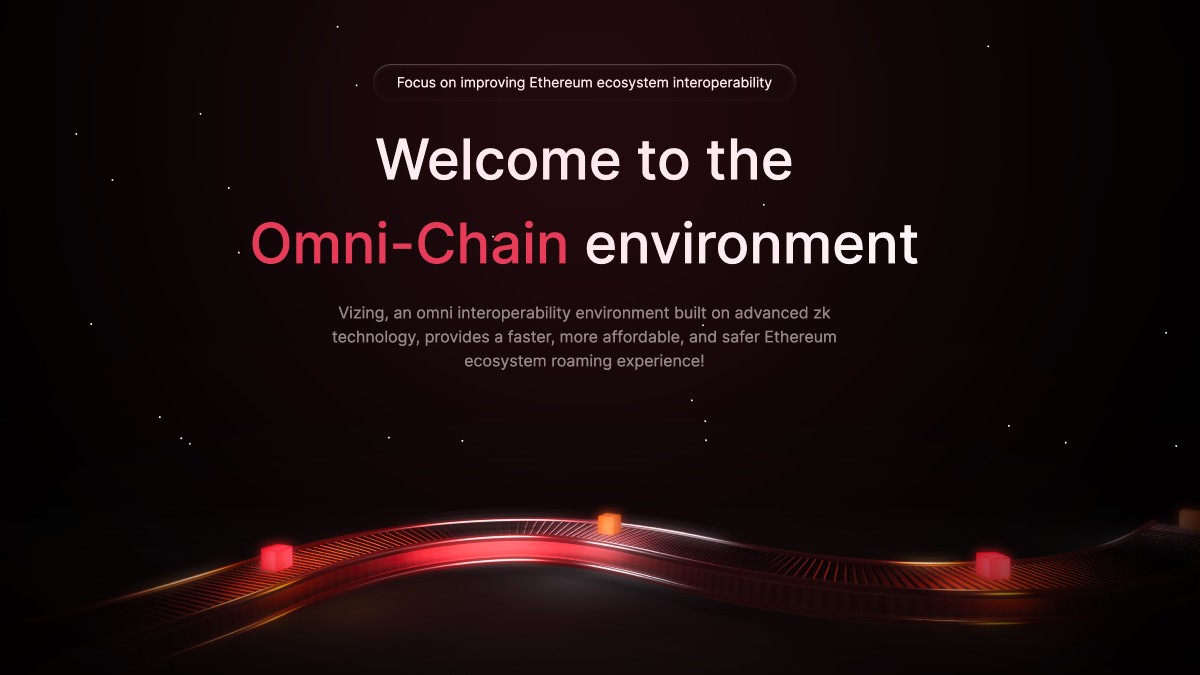 Focus on improving Ethereum ecosystem interoperability
Welcome to the
Omni-Chain environment
Vizing, an omni interoperability environment built on advanced zk
technology, provides a faster, more affordable, and safer Ethereum
ecosystem roaming experience!